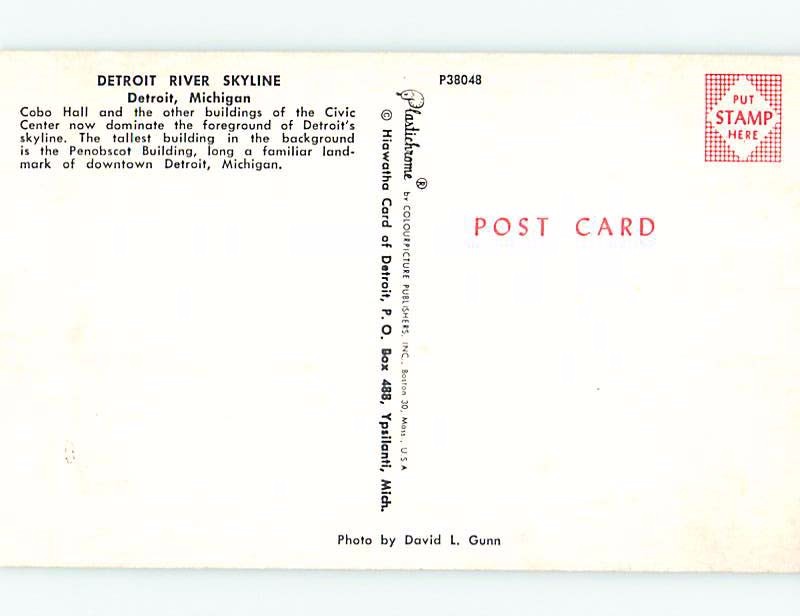 DETROIT RIVER SKYLINE
Detroit, Michigan
Cobo Hall and the other buildings of the Civic
Center now dominate the foreground of Detroit's
skyline. The tallest building in the background
is the Penobscot Building, long a familiar land-
mark of downtown Detroit, Michigan.
P38048
Plastichrome ® by COLOURPICTURE PUBLISHERS, INC., Boston 30, Mass., U.S.A
© Hiawatha Card of Detroit, P. O. Box 488, Ypsilanti, Mich.
PUT
STAMP
HERE
POST CARD
Photo by David L. Gunn